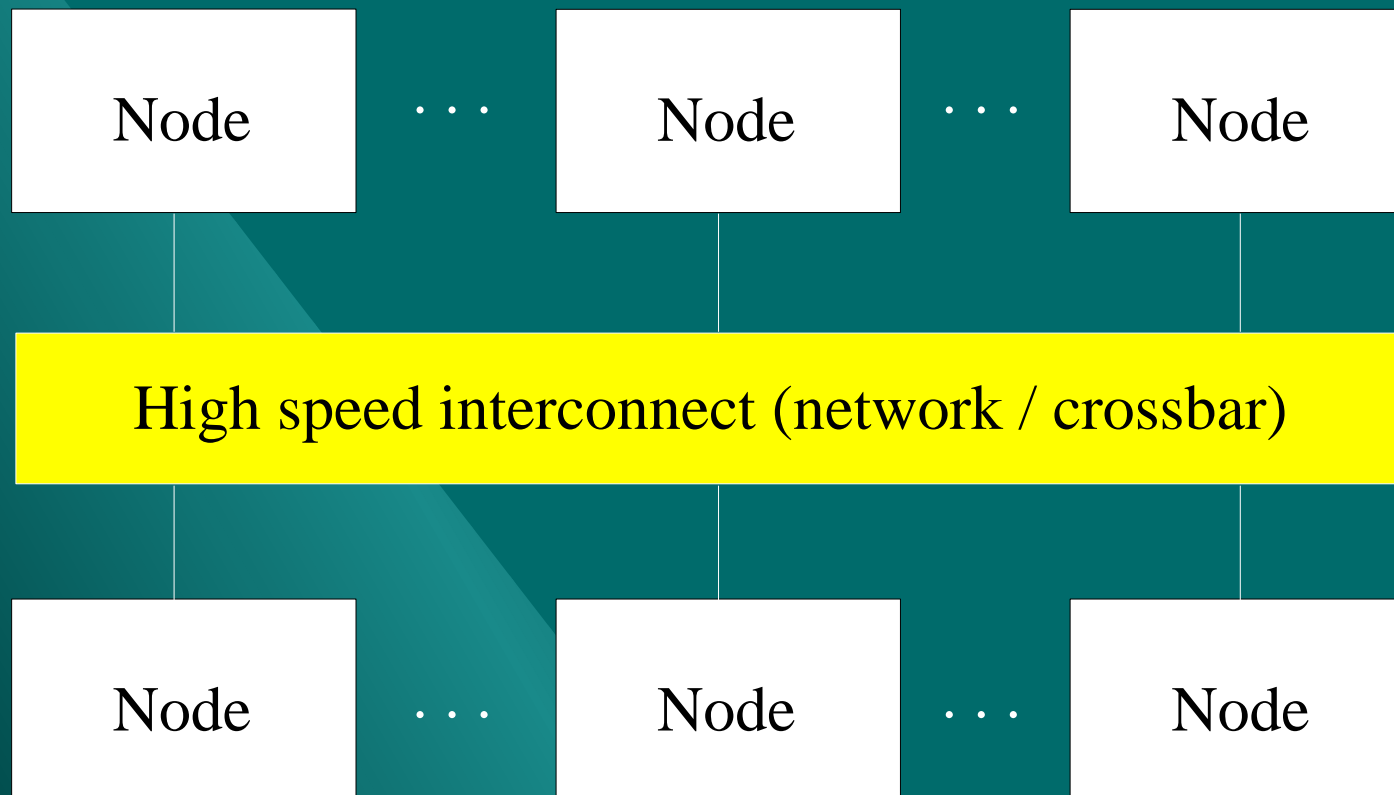 Node . . . Node . . . Node
High speed interconnect (network / crossbar)
Node . . . Node . . . Node